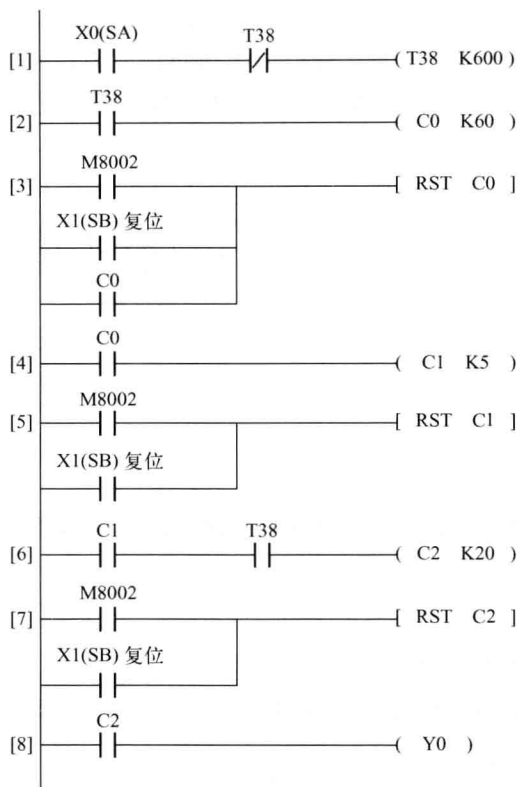 X0(SA) T38
[1] ( T38 K600 )
T38
[2] ( C0 K60 )
M8002
[3] [ RST C0 ]
X1(SB) 复位
C0
C0
[4] ( C1 K5 )
M8002
[5] [ RST C1 ]
X1(SB) 复位
C1 T38
[6] ( C2 K20 )
M8002
[7] [ RST C2 ]
X1(SB) 复位
C2
[8] ( Y0 )